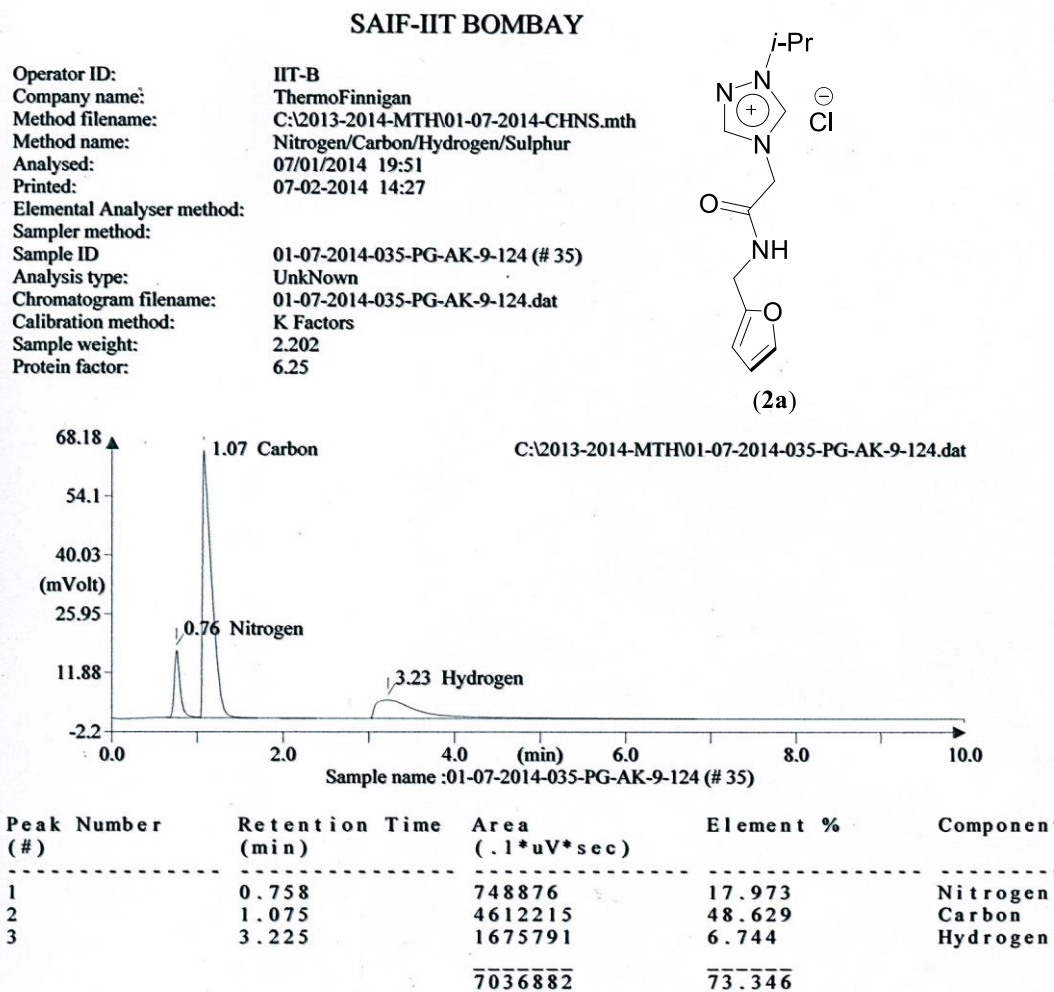 SAIF-IIT BOMBAY
Operator ID: IIT-B
Company name: ThermoFinnigan
Method filename: C:\2013-2014-MTH\01-07-2014-CHNS.mth
Method name: Nitrogen/Carbon/Hydrogen/Sulphur
Analysed: 07/01/2014 19:51
Printed: 07-02-2014 14:27
Elemental Analyser method:
Sampler method:
Sample ID 01-07-2014-035-PG-AK-9-124 (# 35)
Analysis type: UnkNown
Chromatogram filename: 01-07-2014-035-PG-AK-9-124.dat
Calibration method: K Factors
Sample weight: 2.202
Protein factor: 6.25
i-Pr
N N
+
⊖
Cl
N
O
NH
O
(2a)
68.18
1.07 Carbon
C:\2013-2014-MTH\01-07-2014-035-PG-AK-9-124.dat
54.1
40.03
(mVolt)
25.95
0.76 Nitrogen
11.88
3.23 Hydrogen
-2.2
0.0 2.0 4.0 (min) 6.0 8.0 10.0
Sample name :01-07-2014-035-PG-AK-9-124 (# 35)
Peak Number Retention Time Area Element % Componen
(#) (min) (.1*uV*sec)
1 0.758 748876 17.973 Nitrogen
2 1.075 4612215 48.629 Carbon
3 3.225 1675791 6.744 Hydrogen
7036882 73.346